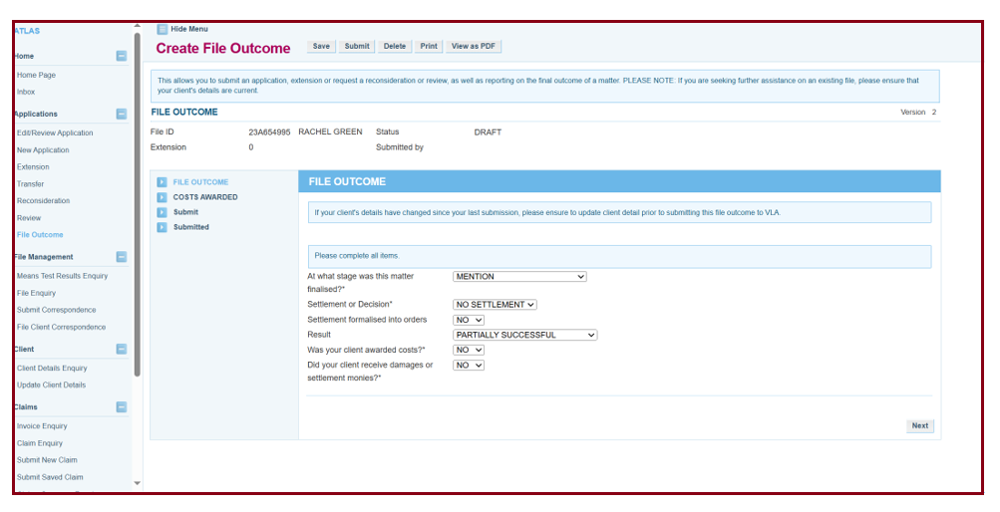 ATLAS
Home
Home Page
Inbox
Applications
Edit/Review Application
New Application
Extension
Transfer
Reconsideration
Review
File Outcome
File Management
Means Test Results Enquiry
File Enquiry
Submit Correspondence
File Client Correspondence
Client
Client Details Enquiry
Update Client Details
Claims
Invoice Enquiry
Claim Enquiry
Submit New Claim
Submit Saved Claim
Hide Menu
Create File Outcome Save Submit Delete Print View as PDF
This allows you to submit an application, extension or request a reconsideration or review, as well as reporting on the final outcome of a matter. PLEASE NOTE: If you are seeking further assistance on an existing file, please ensure that
your client's details are current.
FILE OUTCOME Version 2
File ID 23A654995 RACHEL GREEN Status DRAFT
Extension 0 Submitted by
FILE OUTCOME
COSTS AWARDED
Submit
Submitted
FILE OUTCOME
If your client's details have changed since your last submission, please ensure to update client detail prior to submitting this file outcome to VLA.
Please complete all items.
At what stage was this matter MENTION
finalised?*
Settlement or Decision* NO SETTLEMENT
Settlement formalised into orders NO
Result PARTIALLY SUCCESSFUL
Was your client awarded costs?* NO
Did your client receive damages or NO
settlement monies?*
Next